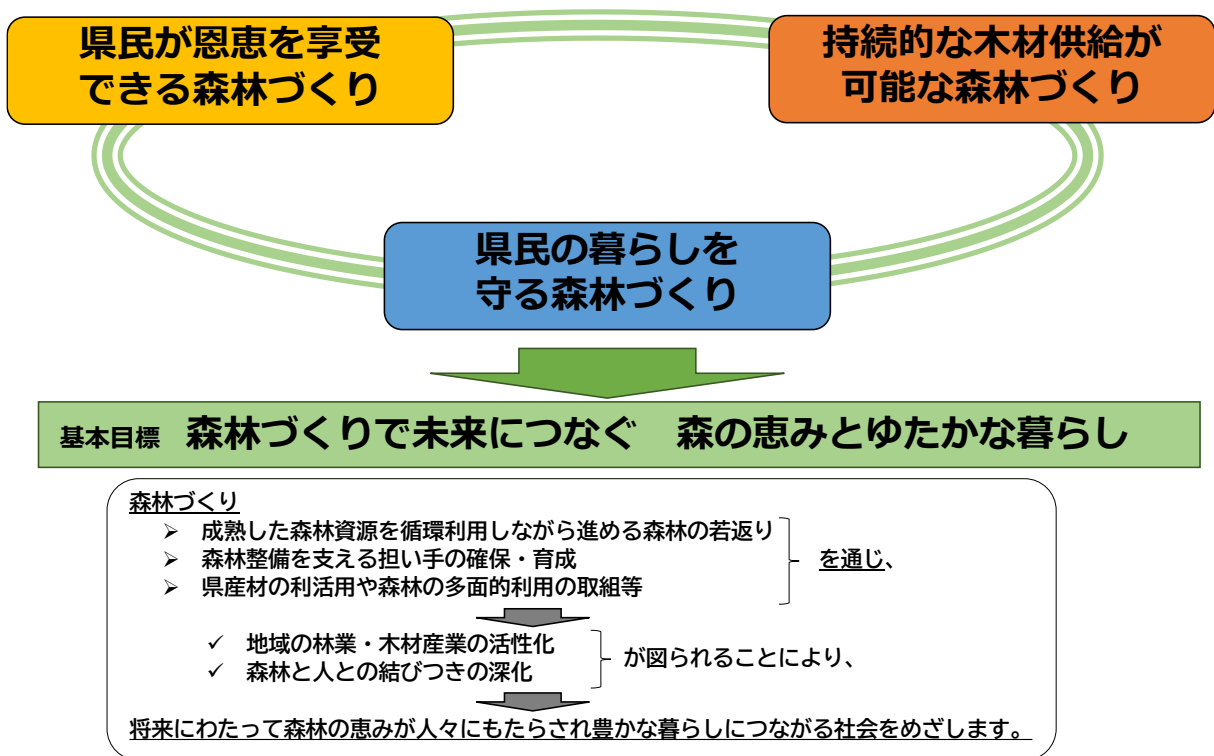 県民が恩恵を享受
できる森林づくり
持続的な木材供給が
可能な森林づくり
県民の暮らしを
守る森林づくり
基本目標 森林づくりで未来につなぐ　森の恵みとゆたかな暮らし
森林づくり
➢ 成熟した森林資源を循環利用しながら進める森林の若返り
➢ 森林整備を支える担い手の確保・育成
➢ 県産材の利活用や森林の多面的利用の取組等
を通じ、
✓ 地域の林業・木材産業の活性化
✓ 森林と人との結びつきの深化
が図られることにより、
将来にわたって森林の恵みが人々にもたらされ豊かな暮らしにつながる社会をめざします。